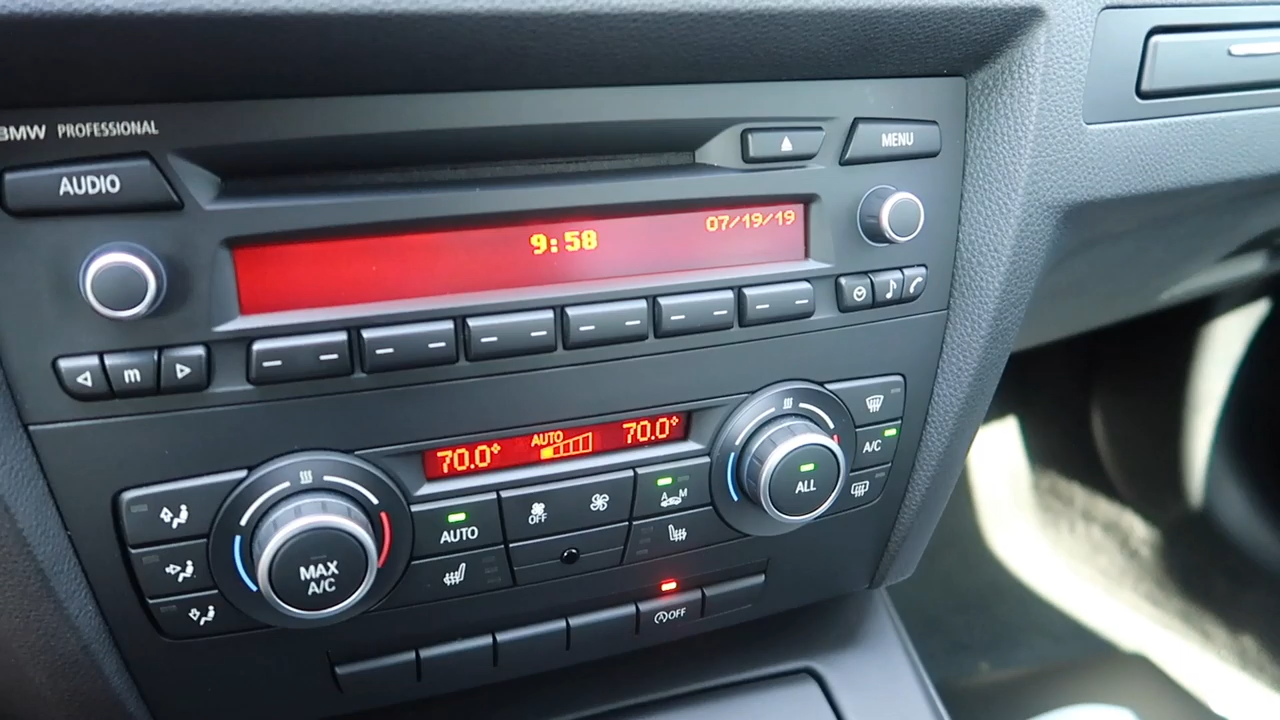 BMW PROFESSIONAL
AUDIO
MENU
07/19/19
9:58
m
70.0°
AUTO
70.0°
A/C
ALL
A M
OFF
AUTO
MAX
A/C
OFF